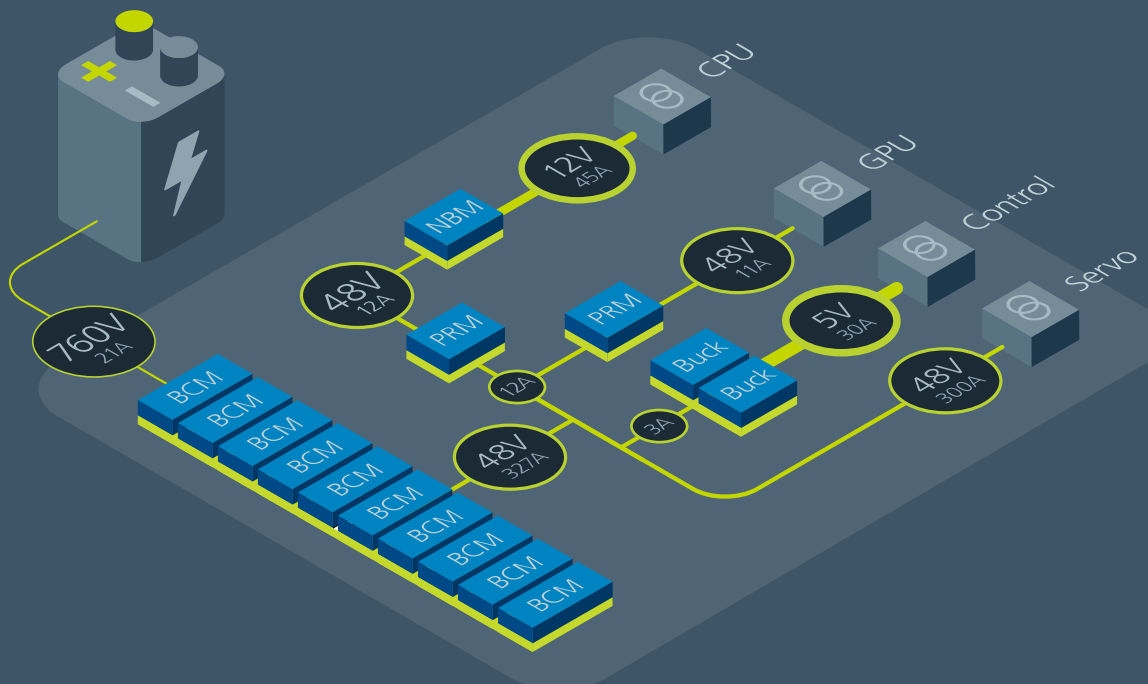 CPU
12V
45A
GPU
NBM
Control
48V
11A
48V
12A
Servo
PRM
5V
30A
760V
21A
PRM
Buck
Buck
48V
300A
12A
3A
48V
327A
BCM
BCM
BCM
BCM
BCM
BCM
BCM
BCM
BCM
BCM